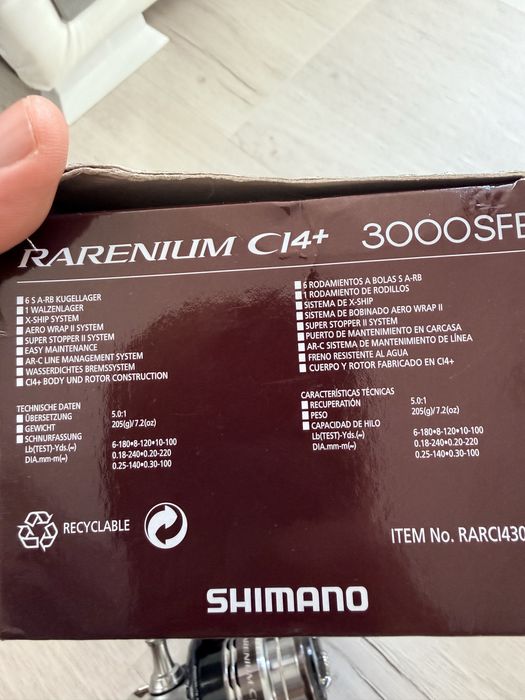 RARENIUM CI4+ 3000SFB
6 S A-RB KUGELLAGER
1 WALZENLAGER
X-SHIP SYSTEM
AERO WRAP II SYSTEM
SUPER STOPPER II SYSTEM
EASY MAINTENANCE
AR-C LINE MANAGEMENT SYSTEM
WASSERDICHTES BREMSSYSTEM
CI4+ BODY UND ROTOR CONSTRUCTION
TECHNISCHE DATEN
ÜBERSETZUNG 5.0:1
GEWICHT 205(g)/7.2(oz)
SCHNURFASSUNG
Lb(TEST)-Yds.(∞) 6-180•8-120•10-100
DIA.mm-m(∞) 0.18-240•0.20-220
0.25-140•0.30-100
6 RODAMIENTOS A BOLAS S A-RB
1 RODAMIENTO DE RODILLOS
SISTEMA DE X-SHIP
SISTEMA DE BOBINADO AERO WRAP II
SUPER STOPPER II SYSTEM
PUERTO DE MANTENIMIENTO EN CARCASA
AR-C SISTEMA DE MANTENIMIENTO DE LÍNEA
FRENO RESISTENTE AL AGUA
CUERPO Y ROTOR FABRICADO EN CI4+
CARACTERÍSTICAS TÉCNICAS
RECUPERATIÓN 5.0:1
PESO 205(g)/7.2(oz)
CAPACIDAD DE HILO
Lb(TEST)-Yds.(∞) 6-180•8-120•10-100
DIA.mm-m(∞) 0.18-240•0.20-220
0.25-140•0.30-100
RECYCLABLE
ITEM No. RARCI430
SHIMANO
RENIUM C